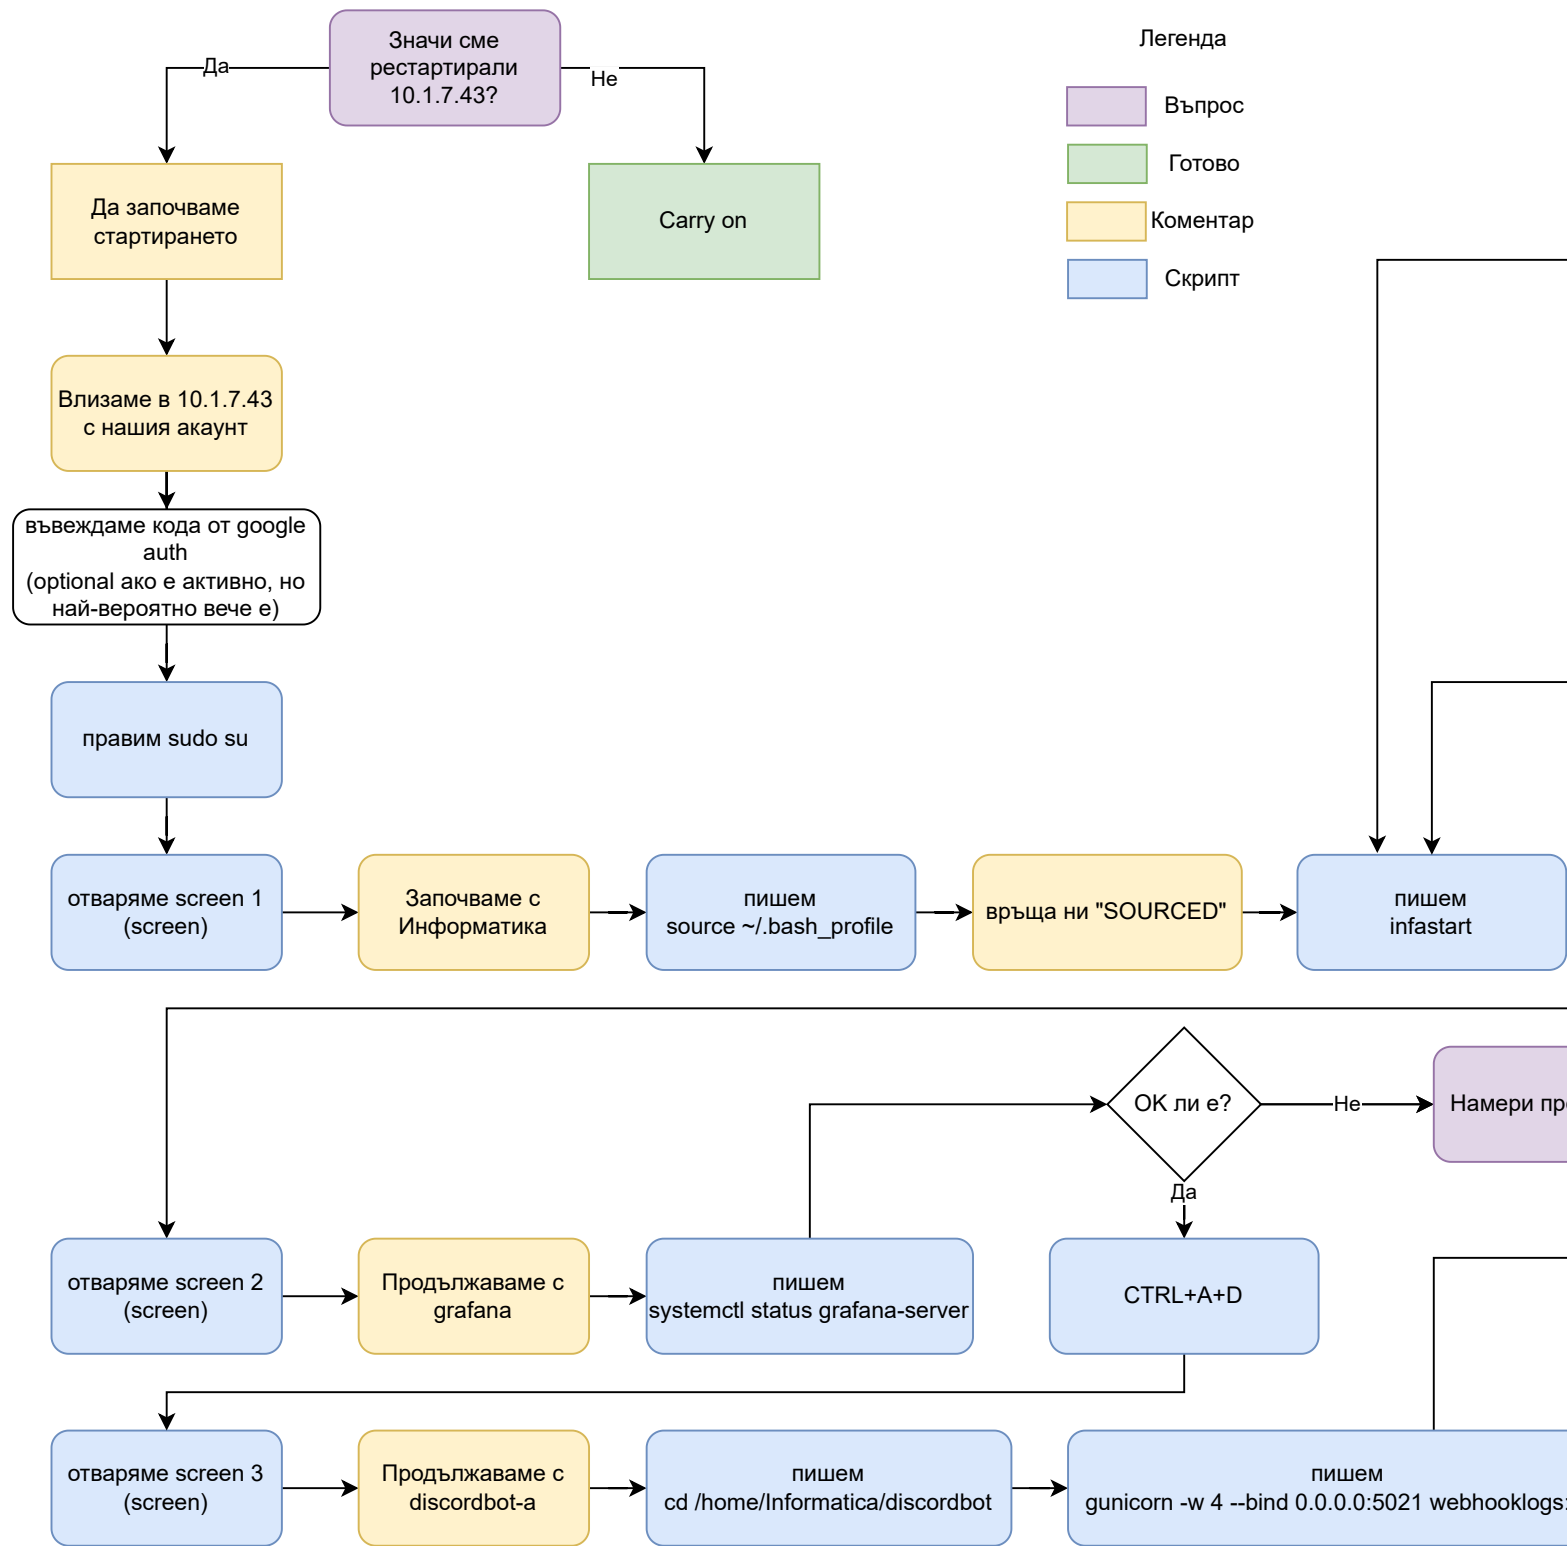 Значи сме
рестартирали
10.1.7.43?
Да
Не
Легенда
Въпрос
Готово
Коментар
Скрипт
Да започваме
стартирането
Carry on
Влизаме в 10.1.7.43
с нашия акаунт
въвеждаме кода от google
auth
(optional ако е активно, но
най-вероятно вече е)
правим sudo su
отваряме screen 1
(screen)
Започваме с
Информатика
пишем
source ~/.bash_profile
връща ни "SOURCED"
пишем
infastart
OK ли е?
Не
Намери
Да
отваряме screen 2
(screen)
Продължаваме с
grafana
пишем
systemctl status grafana-server
CTRL+A+D
отваряме screen 3
(screen)
Продължаваме с
discordbot-a
пишем
cd /home/Informatica/discordbot
пишем
gunicorn -w 4 --bind 0.0.0.0:5021 webhooklogs: